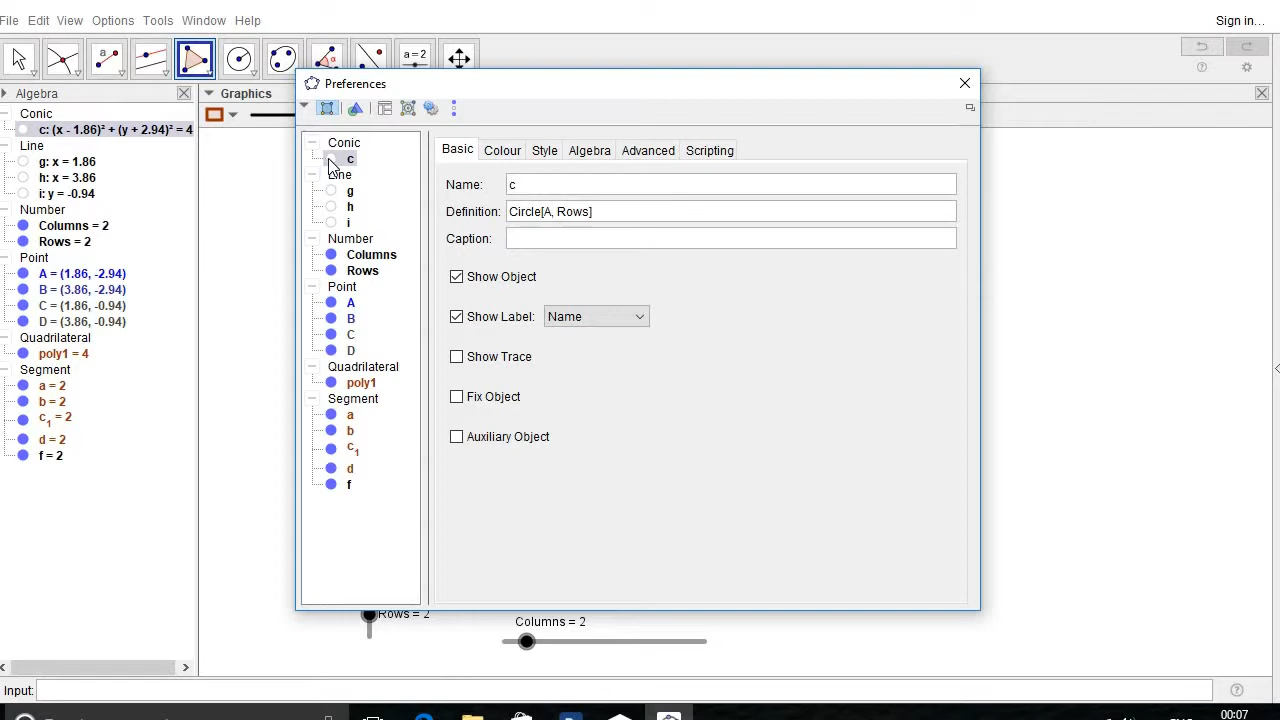 File Edit View Options Tools Window Help
Sign in...
a
α
a=2
Preferences
Algebra
Graphics
Conic
c: (x - 1.86)² + (y + 2.94)² = 4
Line
g: x = 1.86
h: x = 3.86
i: y = -0.94
Number
Columns = 2
Rows = 2
Point
A = (1.86, -2.94)
B = (3.86, -2.94)
C = (1.86, -0.94)
D = (3.86, -0.94)
Quadrilateral
poly1 = 4
Segment
a = 2
b = 2
c₁ = 2
d = 2
f = 2
Conic
c
Line
g
h
i
Number
Columns
Rows
Point
A
B
C
D
Quadrilateral
poly1
Segment
a
b
c₁
d
f
Basic Colour Style Algebra Advanced Scripting
Name: c
Definition: Circle[A, Rows]
Caption:
Show Object
Show Label: Name
Show Trace
Fix Object
Auxiliary Object
Rows = 2
Columns = 2
Input:
00:07